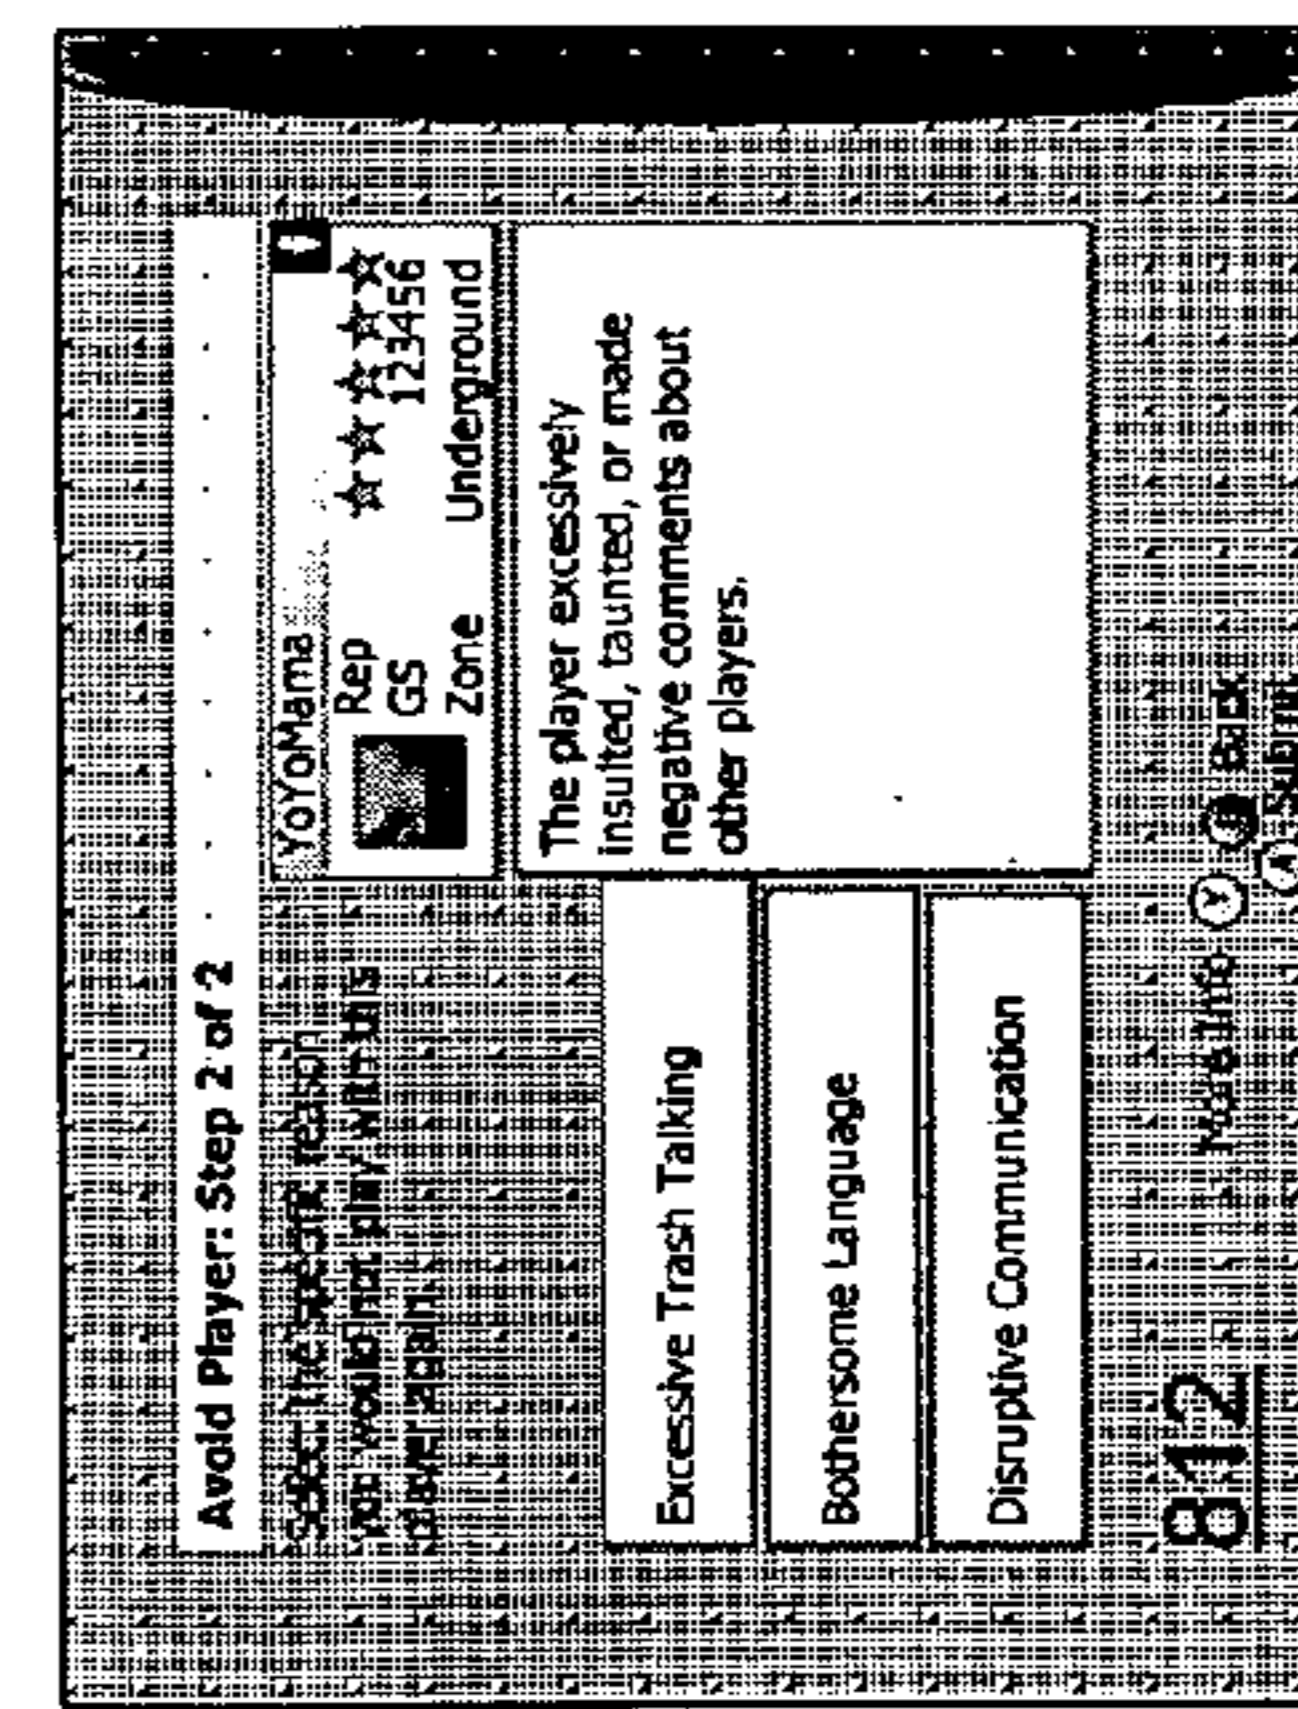 Avoid Player: Step 2 of 2
Select the specific reason
you would not play with this
player again.
YoYoMama
Rep
GS 123456
Zone Underground
Excessive Trash Talking
Bothersome Language
Disruptive Communication
The player excessively
insulted, taunted, or made
negative comments about
other players.
More Info Y B Back
A Submit
812